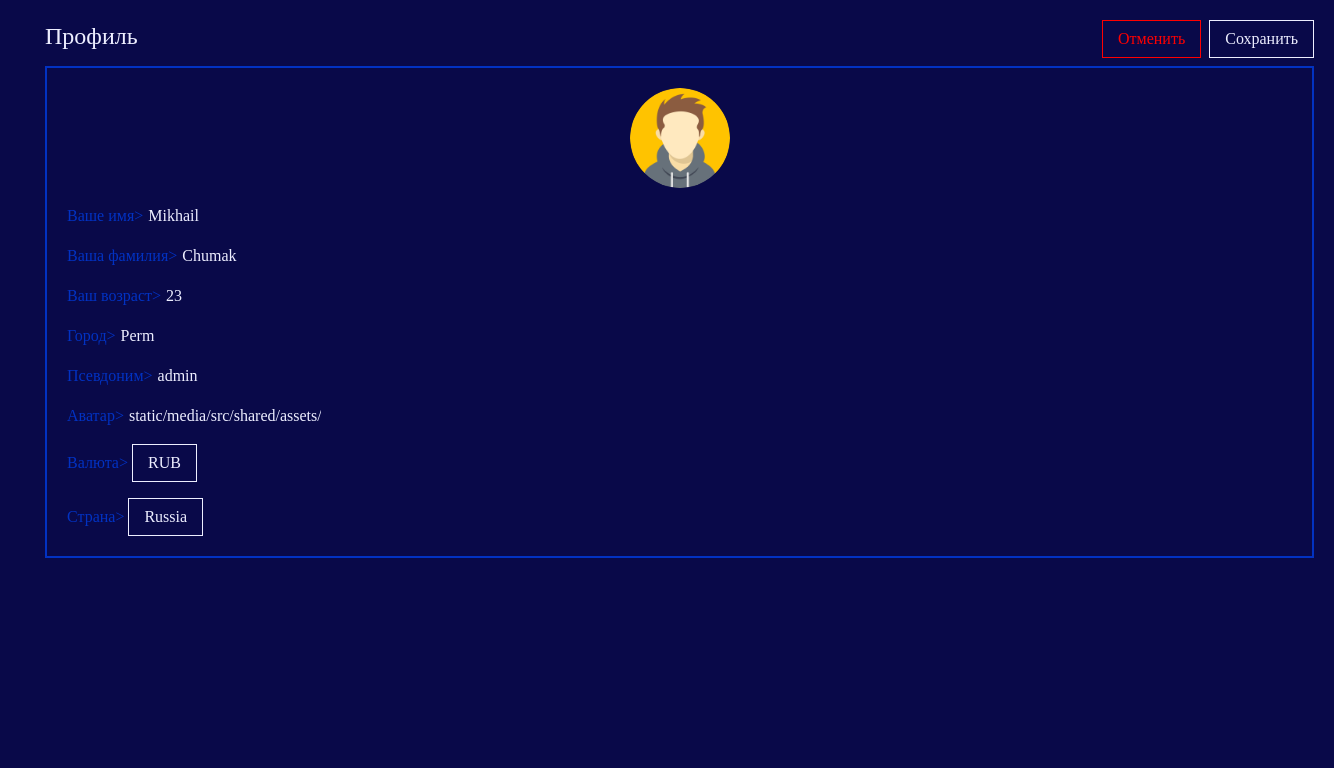 Профиль
Отменить
Сохранить
Ваше имя> Mikhail
Ваша фамилия> Chumak
Ваш возраст> 23
Город> Perm
Псевдоним> admin
Аватар> static/media/src/shared/assets/
Валюта> RUB
Страна> Russia